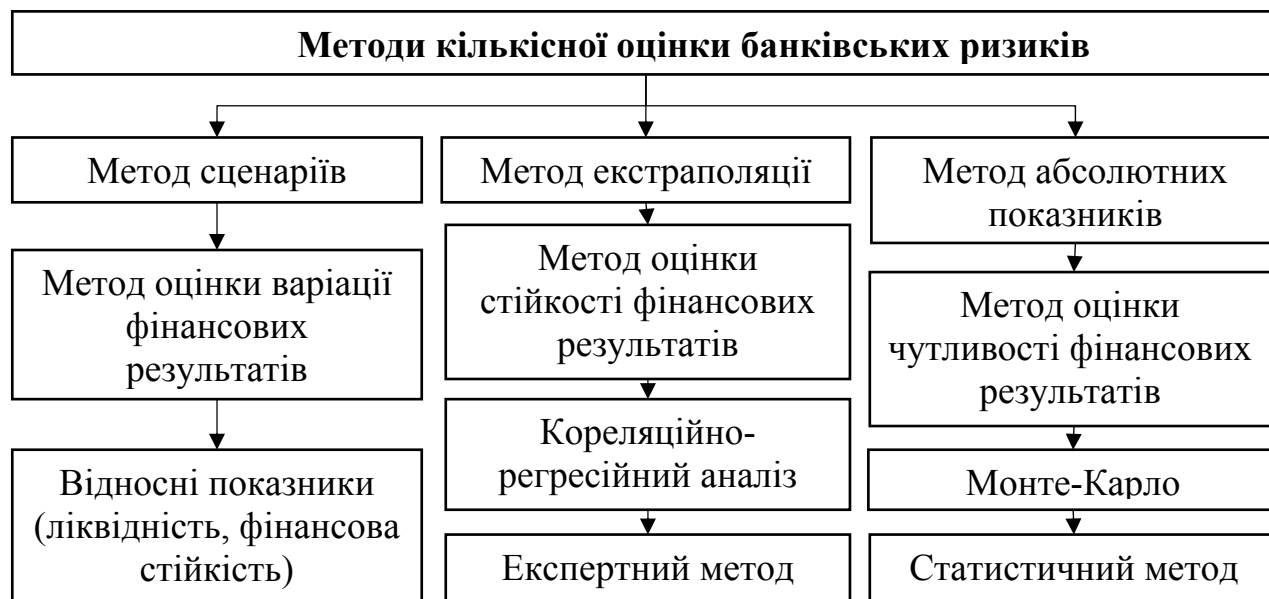 Методи кількісної оцінки банківських ризиків
Метод сценаріїв
Метод оцінки варіації
фінансових
результатів
Відносні показники
(ліквідність, фінансова
стійкість)
Метод екстраполяції
Метод оцінки
стійкості фінансових
результатів
Кореляційно-
регресійний аналіз
Експертний метод
Метод абсолютних
показників
Метод оцінки
чутливості фінансових
результатів
Монте-Карло
Статистичний метод